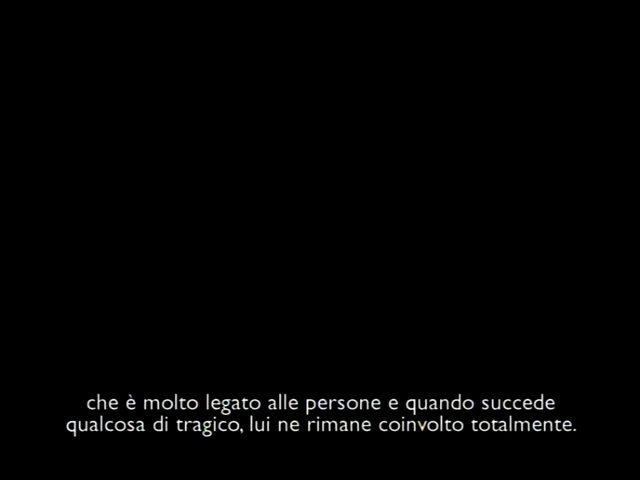 che è molto legato alle persone e quando succede
qualcosa di tragico, lui ne rimane coinvolto totalmente.